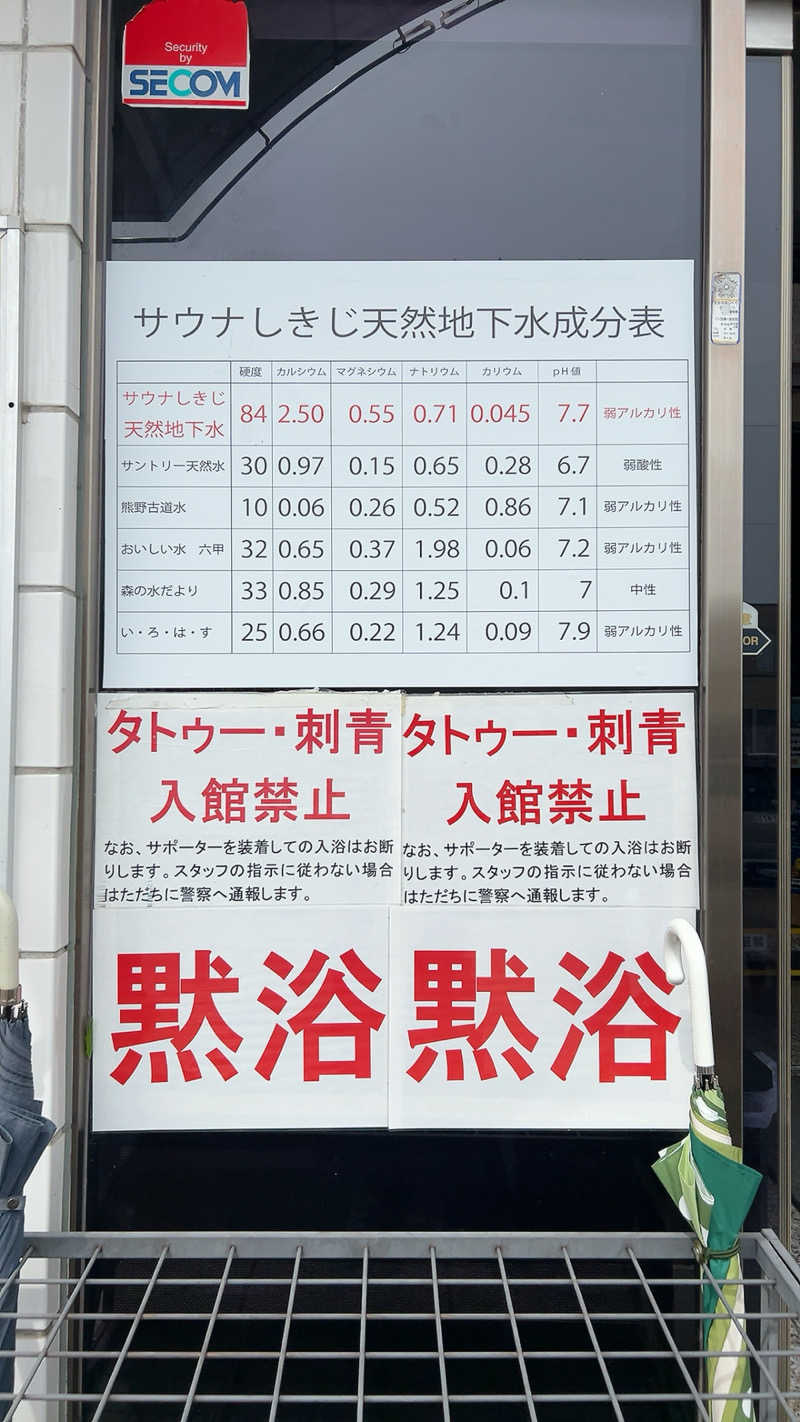 Security
by
SECOM
サウナしきじ天然地下水成分表
硬度 カルシウム マグネシウム ナトリウム カリウム pH値
サウナしきじ
天然地下水 84 2.50 0.55 0.71 0.045 7.7 弱アルカリ性
サントリー天然水 30 0.97 0.15 0.65 0.28 6.7 弱酸性
熊野古道水 10 0.06 0.26 0.52 0.86 7.1 弱アルカリ性
おいしい水 六甲 32 0.65 0.37 1.98 0.06 7.2 弱アルカリ性
森の水だより 33 0.85 0.29 1.25 0.1 7 中性
い・ろ・は・す 25 0.66 0.22 1.24 0.09 7.9 弱アルカリ性
タトゥー・刺青
入館禁止
なお、サポーターを装着しての入浴はお断
りします。スタッフの指示に従わない場合
はただちに警察へ通報します。
タトゥー・刺青
入館禁止
なお、サポーターを装着しての入浴はお断
りします。スタッフの指示に従わない場合
はただちに警察へ通報します。
黙浴
黙浴
OR